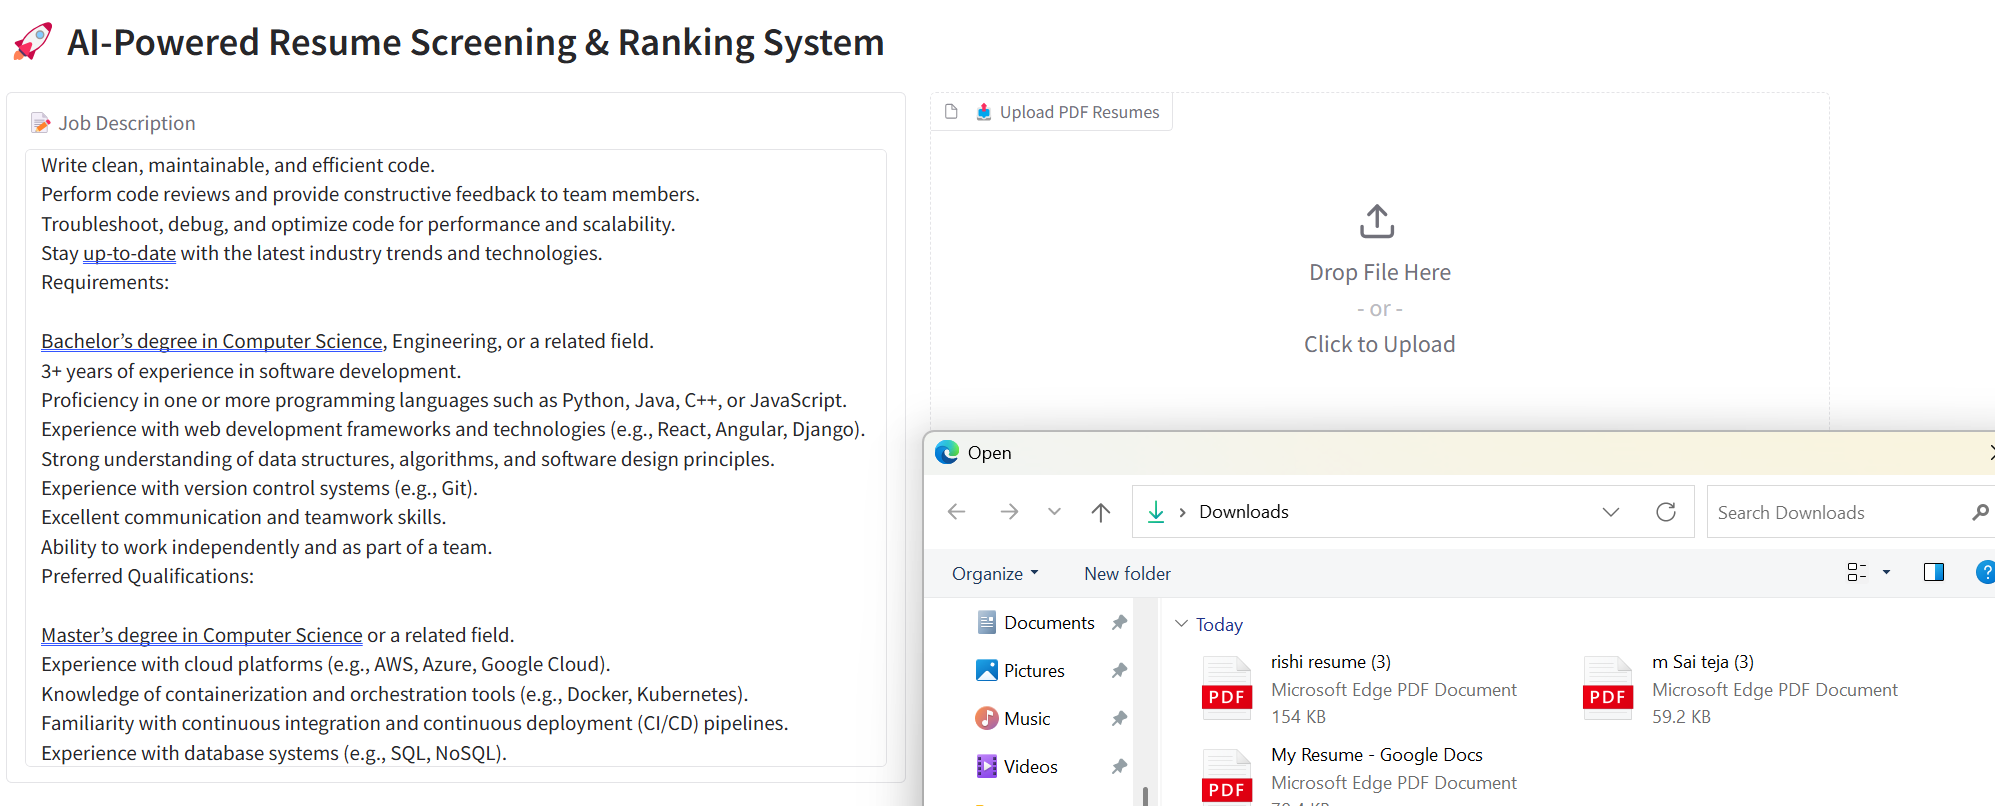 AI-Powered Resume Screening & Ranking System
Job Description
Write clean, maintainable, and efficient code.
Perform code reviews and provide constructive feedback to team members.
Troubleshoot, debug, and optimize code for performance and scalability.
Stay up-to-date with the latest industry trends and technologies.
Requirements:
Bachelor’s degree in Computer Science, Engineering, or a related field.
3+ years of experience in software development.
Proficiency in one or more programming languages such as Python, Java, C++, or JavaScript.
Experience with web development frameworks and technologies (e.g., React, Angular, Django).
Strong understanding of data structures, algorithms, and software design principles.
Experience with version control systems (e.g., Git).
Excellent communication and teamwork skills.
Ability to work independently and as part of a team.
Preferred Qualifications:
Master’s degree in Computer Science or a related field.
Experience with cloud platforms (e.g., AWS, Azure, Google Cloud).
Knowledge of containerization and orchestration tools (e.g., Docker, Kubernetes).
Familiarity with continuous integration and continuous deployment (CI/CD) pipelines.
Experience with database systems (e.g., SQL, NoSQL).
Upload PDF Resumes
Drop File Here
- or -
Click to Upload
Open
Downloads
Search Downloads
Organize
New folder
Documents
Pictures
Music
Videos
Today
PDF
rishi resume (3)
Microsoft Edge PDF Document
154 KB
PDF
m Sai teja (3)
Microsoft Edge PDF Document
59.2 KB
PDF
My Resume - Google Docs
Microsoft Edge PDF Document